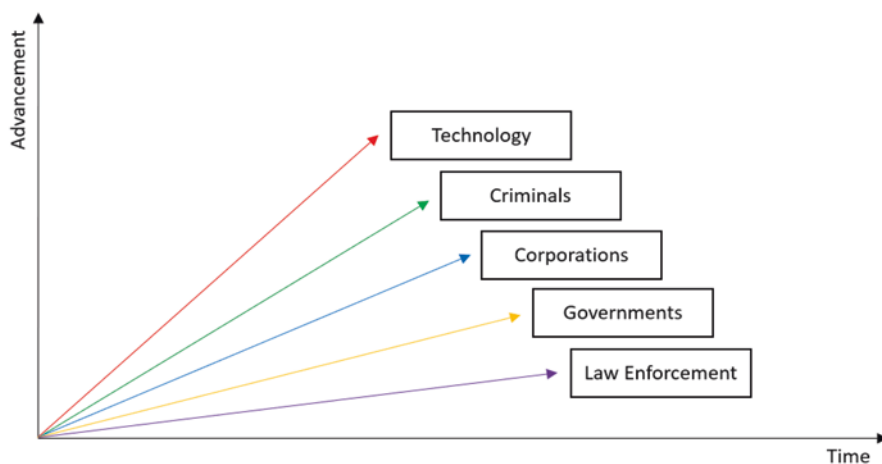 Advancement
Technology
Criminals
Corporations
Governments
Law Enforcement
Time